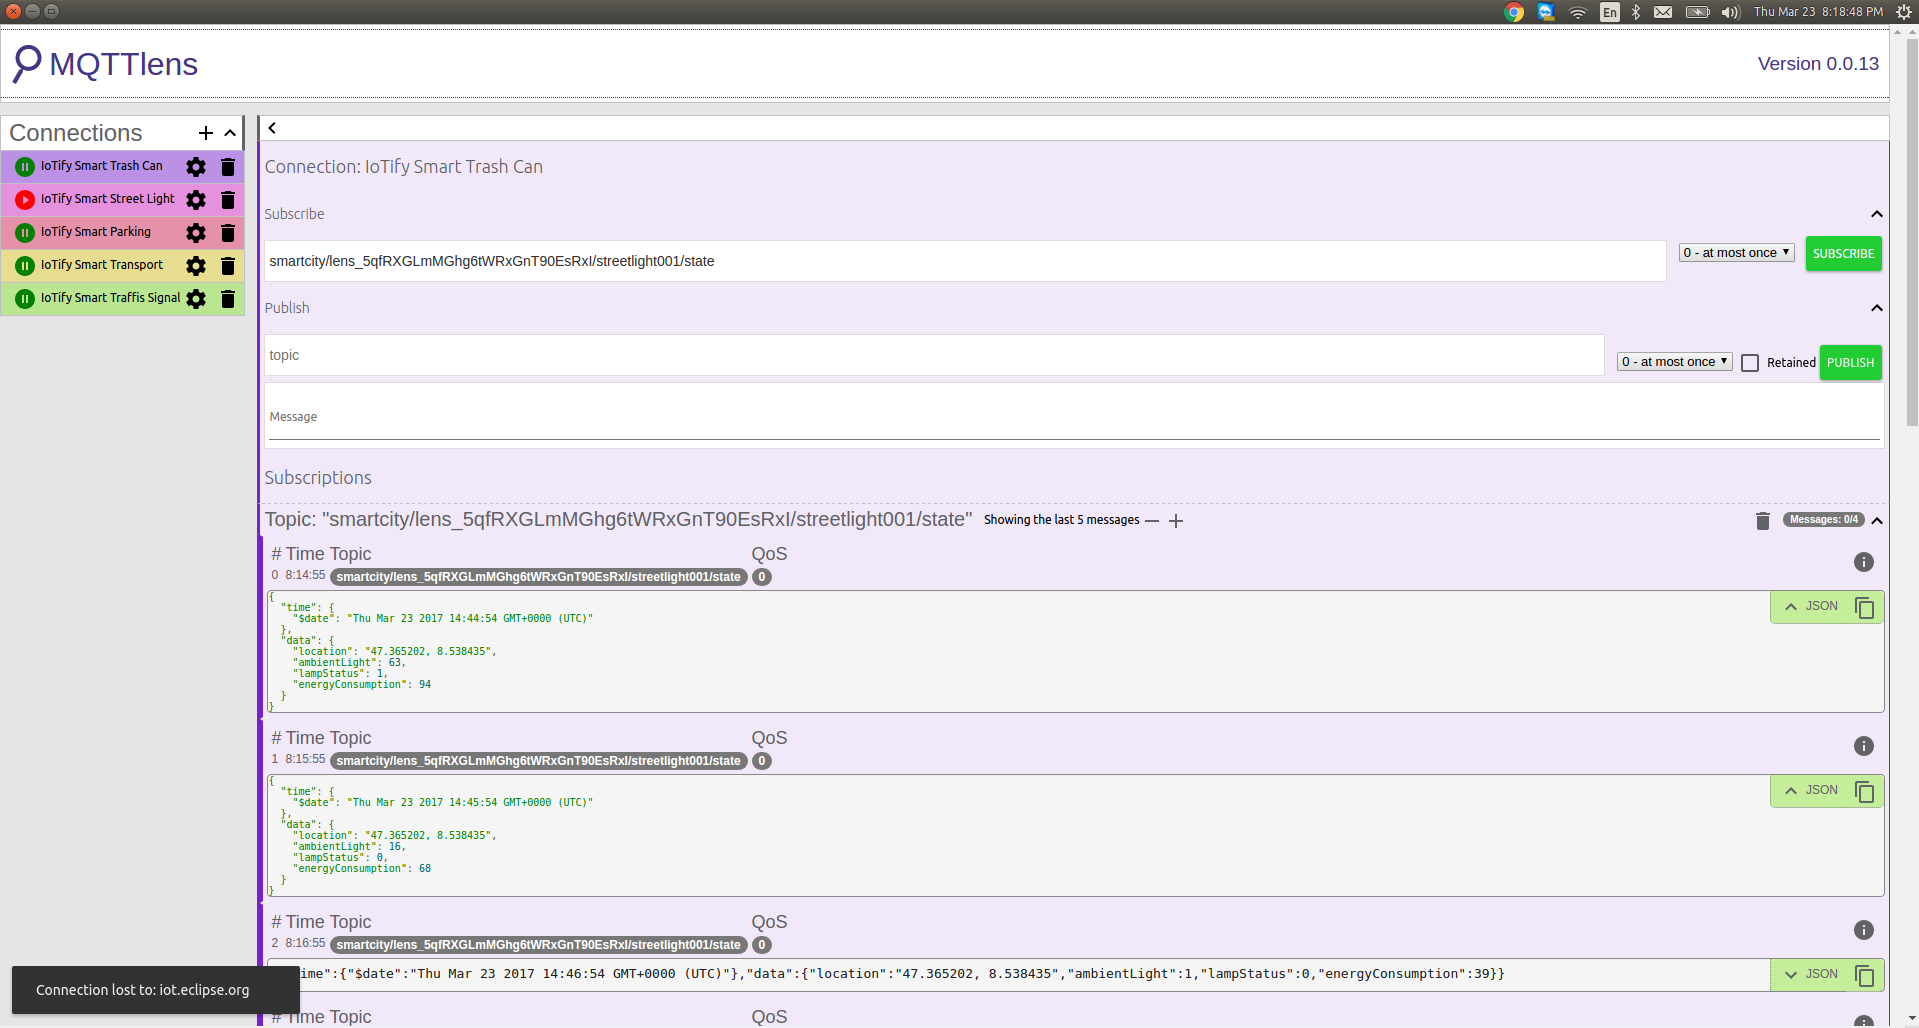 En
Thu Mar 23 8:18:48 PM
MQTTlens
Version 0.0.13
Connections
IoTify Smart Trash Can
IoTify Smart Street Light
IoTify Smart Parking
IoTify Smart Transport
IoTify Smart Traffis Signal
Connection: IoTify Smart Trash Can
Subscribe
smartcity/lens_5qfRXGLmMGhg6tWRxGnT90EsRxI/streetlight001/state
0 - at most once
SUBSCRIBE
Publish
topic
0 - at most once
Retained
PUBLISH
Message
Subscriptions
Topic: "smartcity/lens_5qfRXGLmMGhg6tWRxGnT90EsRxI/streetlight001/state"
Showing the last 5 messages
Messages: 0/4
# Time Topic QoS
0 8:14:55 smartcity/lens_5qfRXGLmMGhg6tWRxGnT90EsRxI/streetlight001/state 0
{
"time": {
"$date": "Thu Mar 23 2017 14:44:54 GMT+0000 (UTC)"
},
"data": {
"location": "47.365202, 8.538435",
"ambientLight": 63,
"lampStatus": 1,
"energyConsumption": 94
}
}
JSON
# Time Topic QoS
1 8:15:55 smartcity/lens_5qfRXGLmMGhg6tWRxGnT90EsRxI/streetlight001/state 0
{
"time": {
"$date": "Thu Mar 23 2017 14:45:54 GMT+0000 (UTC)"
},
"data": {
"location": "47.365202, 8.538435",
"ambientLight": 16,
"lampStatus": 0,
"energyConsumption": 68
}
}
JSON
# Time Topic QoS
2 8:16:55 smartcity/lens_5qfRXGLmMGhg6tWRxGnT90EsRxI/streetlight001/state 0
ime":{"$date":"Thu Mar 23 2017 14:46:54 GMT+0000 (UTC)"},"data":{"location":"47.365202, 8.538435","ambientLight":1,"lampStatus":0,"energyConsumption":39}}
JSON
Connection lost to: iot.eclipse.org
# Time Topic QoS